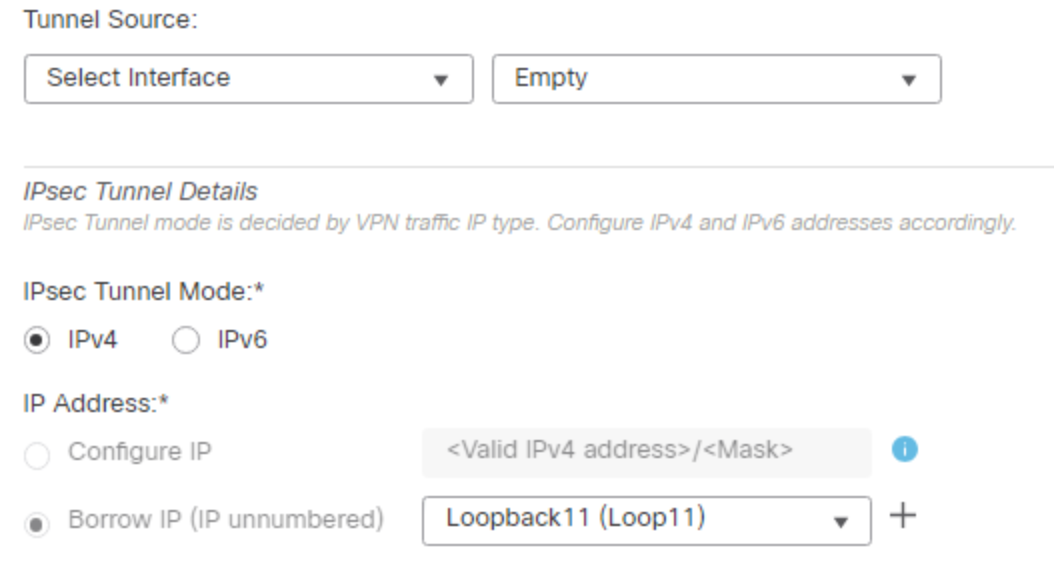 Tunnel Source:
Select Interface Empty
IPsec Tunnel Details
IPsec Tunnel mode is decided by VPN traffic IP type. Configure IPv4 and IPv6 addresses accordingly.
IPsec Tunnel Mode:*
IPv4 IPv6
IP Address:*
Configure IP <Valid IPv4 address>/<Mask>
Borrow IP (IP unnumbered) Loopback11 (Loop11)